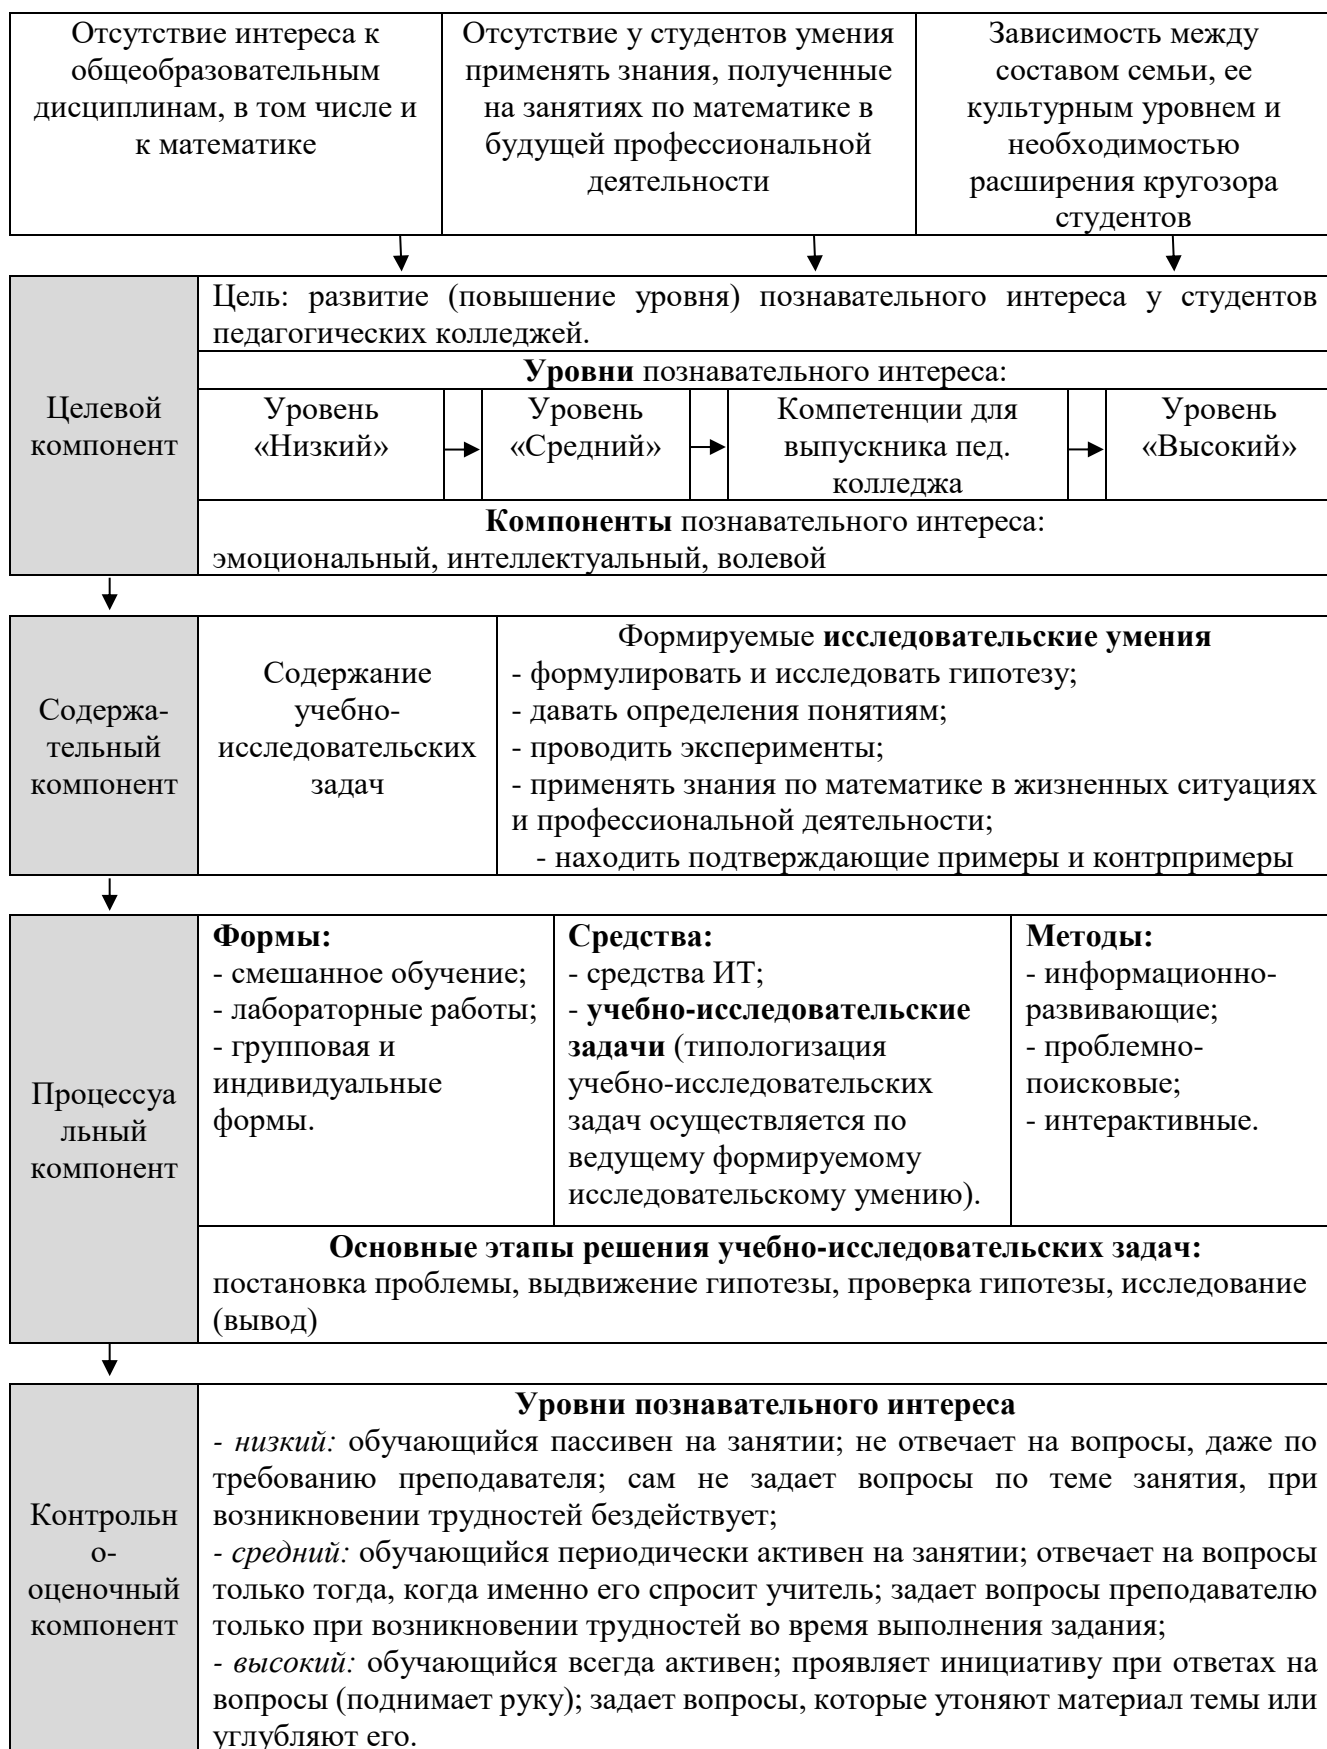 Отсутствие интереса к
общеобразовательным
дисциплинам, в том числе и
к математике
Отсутствие у студентов умения
применять знания, полученные
на занятиях по математике в
будущей профессиональной
деятельности
Зависимость между
составом семьи, ее
культурным уровнем и
необходимостью
расширения кругозора
студентов
Целевой
компонент
Цель: развитие (повышение уровня) познавательного интереса у студентов
педагогических колледжей.
Уровни познавательного интереса:
Уровень
«Низкий»
Уровень
«Средний»
Компетенции для
выпускника пед.
колледжа
Уровень
«Высокий»
Компоненты познавательного интереса:
эмоциональный, интеллектуальный, волевой
Содержа-
тельный
компонент
Содержание
учебно-
исследовательских
задач
Формируемые исследовательские умения
- формулировать и исследовать гипотезу;
- давать определения понятиям;
- проводить эксперименты;
- применять знания по математике в жизненных ситуациях
и профессиональной деятельности;
- находить подтверждающие примеры и контрпримеры
Процессуа
льный
компонент
Формы:
- смешанное обучение;
- лабораторные работы;
- групповая и
индивидуальные
формы.
Средства:
- средства ИТ;
- учебно-исследовательские
задачи (типологизация
учебно-исследовательских
задач осуществляется по
ведущему формируемому
исследовательскому умению).
Методы:
- информационно-
развивающие;
- проблемно-
поисковые;
- интерактивные.
Основные этапы решения учебно-исследовательских задач:
постановка проблемы, выдвижение гипотезы, проверка гипотезы, исследование
(вывод)
Контрольн
о-
оценочный
компонент
Уровни познавательного интереса
- низкий: обучающийся пассивен на занятии; не отвечает на вопросы, даже по
требованию преподавателя; сам не задает вопросы по теме занятия, при
возникновении трудностей бездействует;
- средний: обучающийся периодически активен на занятии; отвечает на вопросы
только тогда, когда именно его спросит учитель; задает вопросы преподавателю
только при возникновении трудностей во время выполнения задания;
- высокий: обучающийся всегда активен; проявляет инициативу при ответах на
вопросы (поднимает руку); задает вопросы, которые утоняют материал темы или
углубляют его.